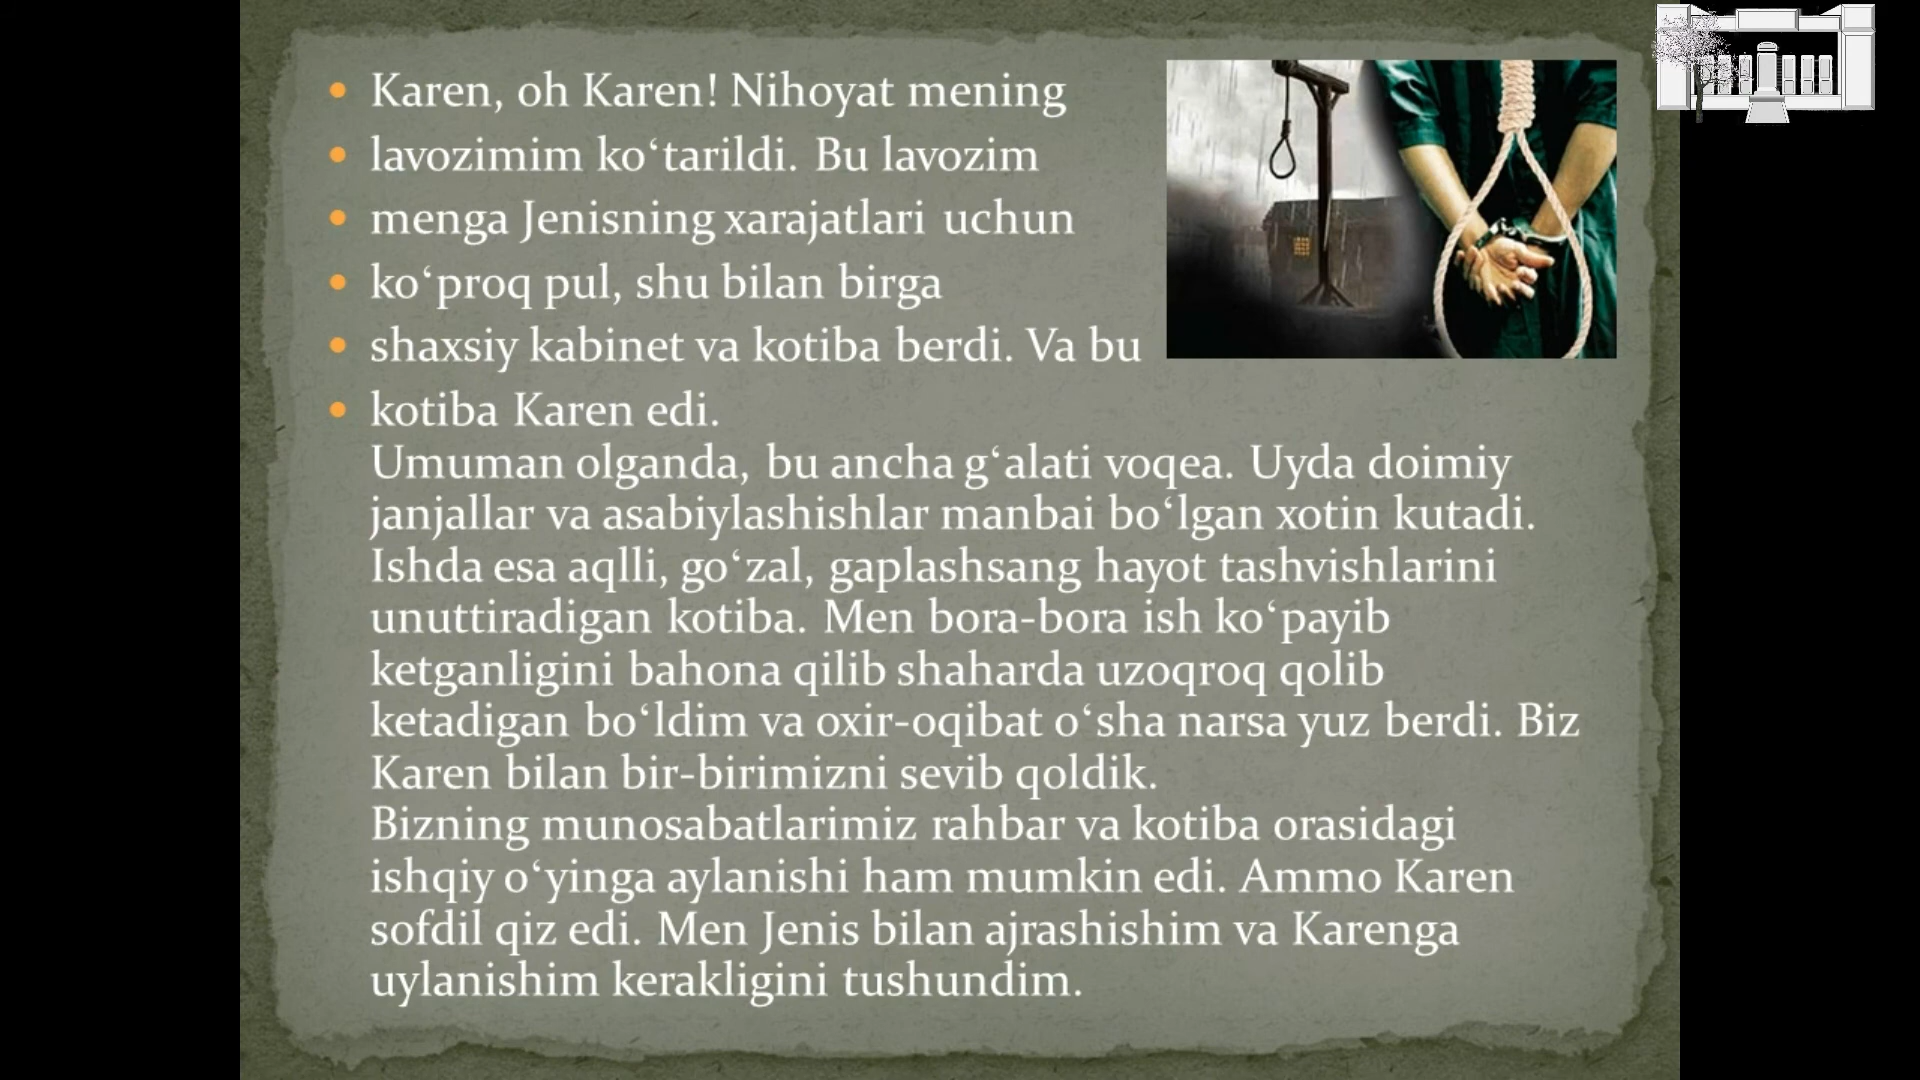 Karen, oh Karen! Nihoyat mening
lavozimim ko‘tarildi. Bu lavozim
menga Jenisning xarajatlari uchun
ko‘proq pul, shu bilan birga
shaxsiy kabinet va kotiba berdi. Va bu
kotiba Karen edi.
Umuman olganda, bu ancha g‘alati voqea. Uyda doimiy
janjallar va asabiylashishlar manbai bo‘lgan xotin kutadi.
Ishda esa aqlli, go‘zal, gaplashsang hayot tashvishlarini
unuttiradigan kotiba. Men bora-bora ish ko‘payib
ketganligini bahona qilib shaharda uzoqroq qolib
ketadigan bo‘ldim va oxir-oqibat o‘sha narsa yuz berdi. Biz
Karen bilan bir-birimizni sevib qoldik.
Bizning munosabatlarimiz rahbar va kotiba orasidagi
ishqiy o‘yinga aylanishi ham mumkin edi. Ammo Karen
sofdil qiz edi. Men Jenis bilan ajrashishim va Karenga
uylanishim kerakligini tushundim.